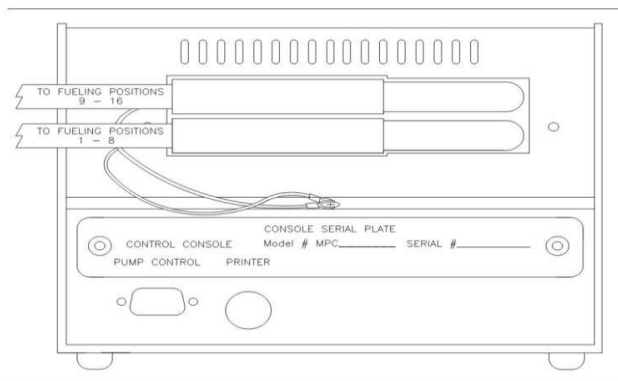 TO FUELING POSITIONS
9 - 16
TO FUELING POSITIONS
1 - 8
CONSOLE SERIAL PLATE
CONTROL CONSOLE Model # MPC________ SERIAL #__________
PUMP CONTROL PRINTER